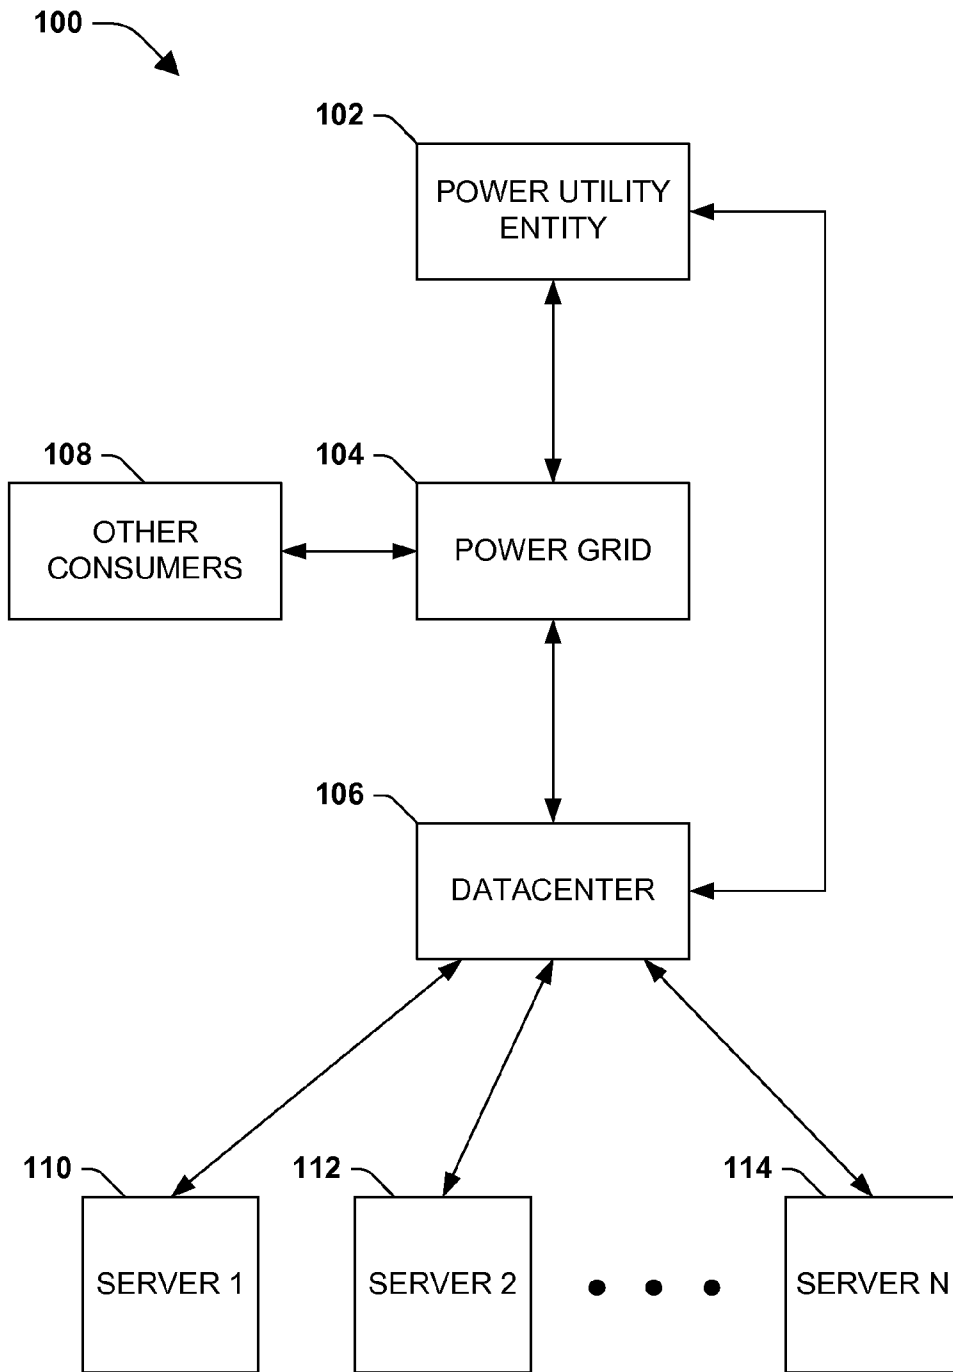 100
102
POWER UTILITY
ENTITY
108
104
OTHER
CONSUMERS
POWER GRID
106
DATACENTER
110
112
114
SERVER 1
SERVER 2
SERVER N